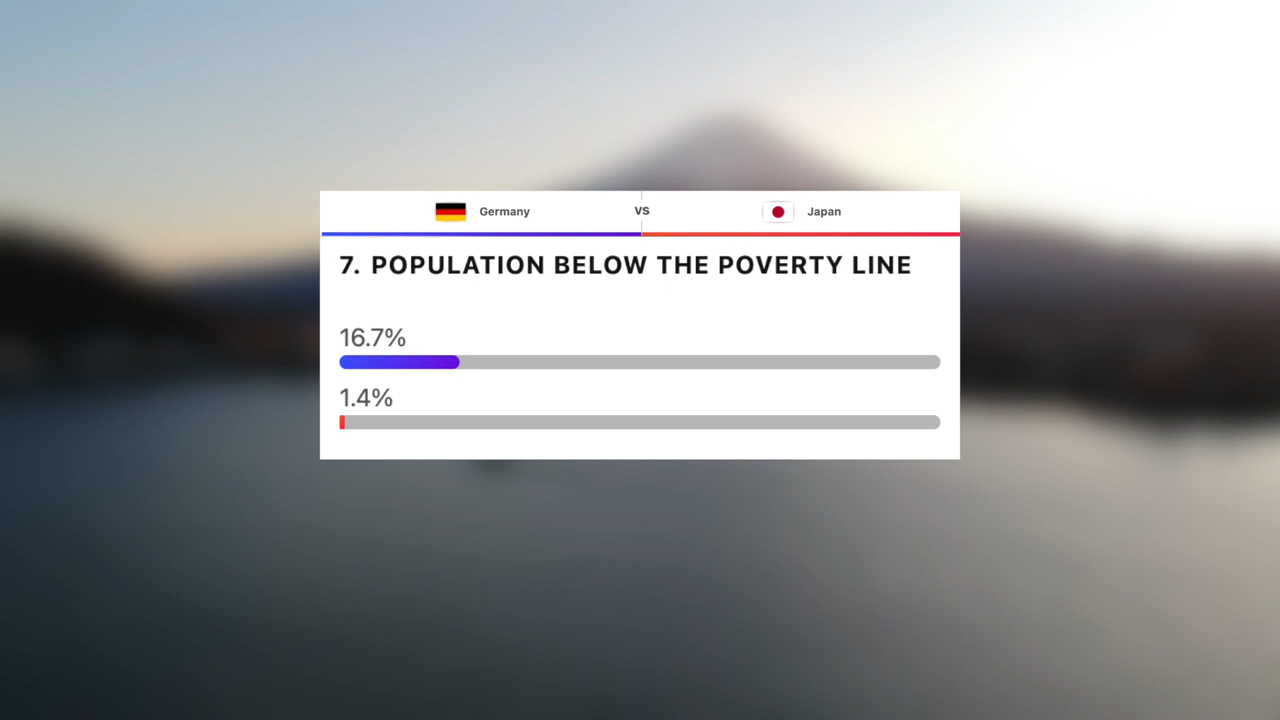 Germany VS Japan
7. POPULATION BELOW THE POVERTY LINE
16.7%
1.4%